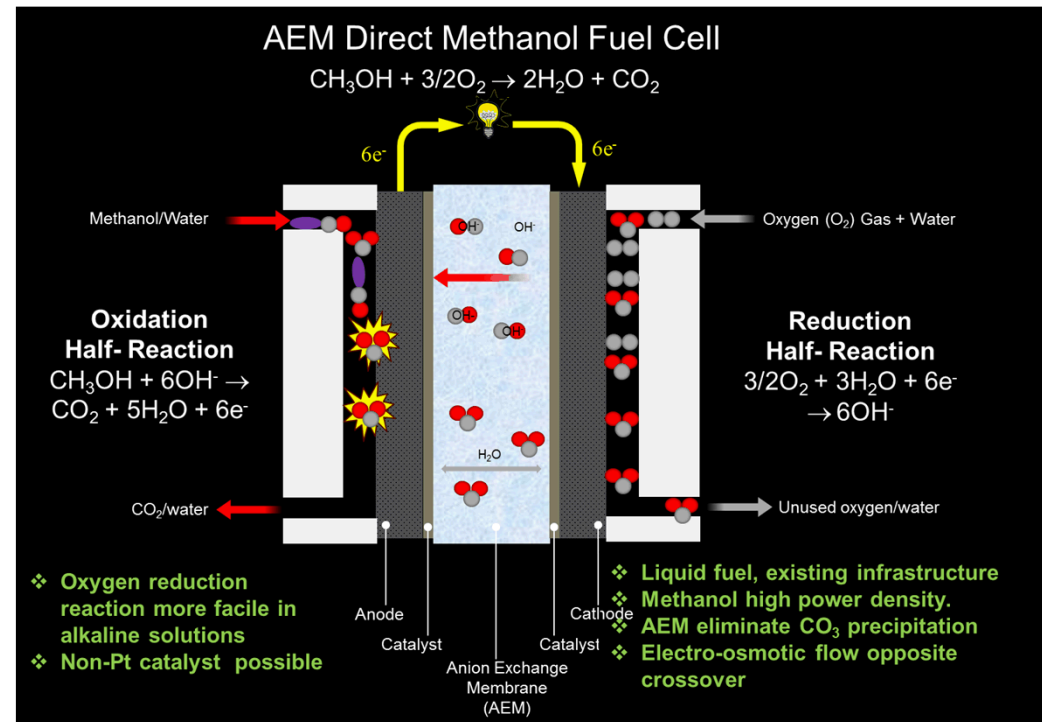 AEM Direct Methanol Fuel Cell
CH₃OH + 3/2O₂ → 2H₂O + CO₂
6e⁻
6e⁻
Methanol/Water
Oxygen (O₂) Gas + Water
OH⁻
OH⁻
OH⁻
OH⁻
Oxidation
Half- Reaction
CH₃OH + 6OH⁻ →
CO₂ + 5H₂O + 6e⁻
Reduction
Half- Reaction
3/2O₂ + 3H₂O + 6e⁻
→ 6OH⁻
H₂O
CO₂/water
Unused oxygen/water
❖ Oxygen reduction
reaction more facile in
alkaline solutions
❖ Non-Pt catalyst possible
Anode
Catalyst
Anion Exchange
Membrane
(AEM)
Catalyst
Cathode
❖ Liquid fuel, existing infrastructure
❖ Methanol high power density.
❖ AEM eliminate CO₃ precipitation
❖ Electro-osmotic flow opposite
crossover